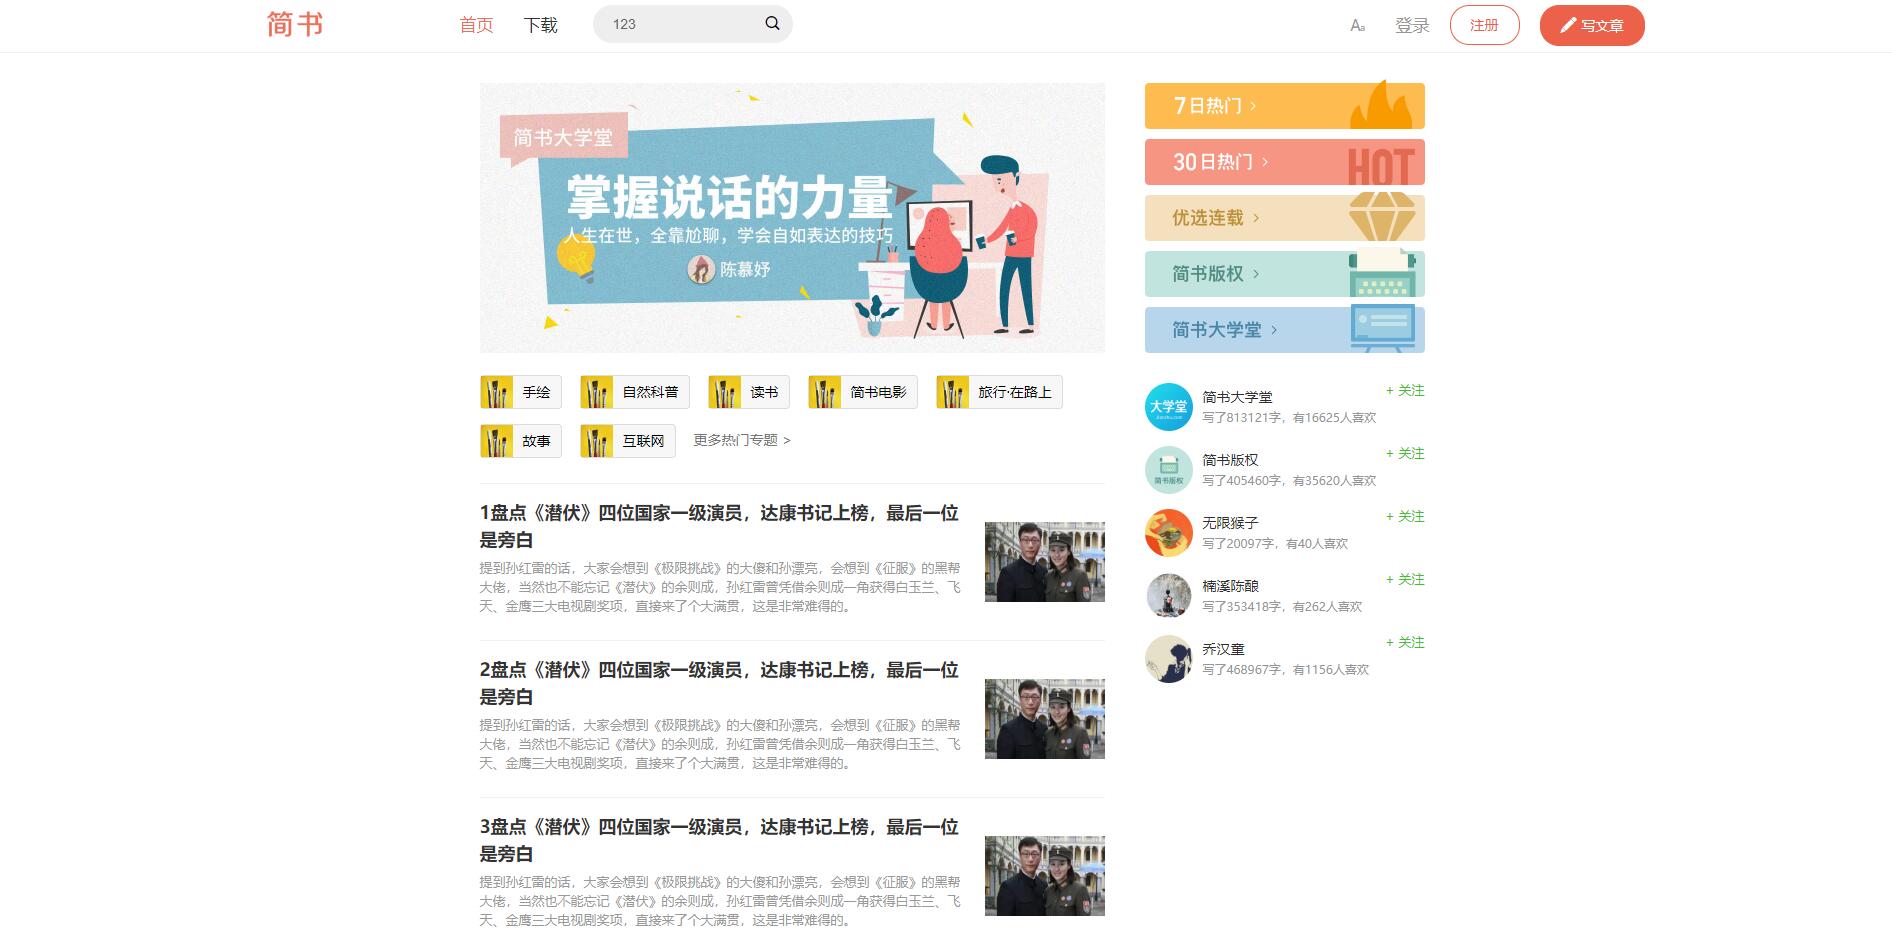 简书
首页
下载
123
Aa
登录
注册
写文章
简书大学堂
掌握说话的力量
人生在世，全靠尬聊，学会自如表达的技巧
陈慕妤
7日热门 >
30日热门 >
HOT
优选连载 >
简书版权 >
简书大学堂 >
手绘
自然科普
读书
简书电影
旅行·在路上
故事
互联网
更多热门专题 >
1盘点《潜伏》四位国家一级演员，达康书记上榜，最后一位
是旁白
提到孙红雷的话，大家会想到《极限挑战》的大傻和孙漂亮，会想到《征服》的黑帮
大佬，当然也不能忘记《潜伏》的余则成，孙红雷曾凭借余则成一角获得白玉兰、飞
天、金鹰三大电视剧奖项，直接来了个大满贯，这是非常难得的。
2盘点《潜伏》四位国家一级演员，达康书记上榜，最后一位
是旁白
提到孙红雷的话，大家会想到《极限挑战》的大傻和孙漂亮，会想到《征服》的黑帮
大佬，当然也不能忘记《潜伏》的余则成，孙红雷曾凭借余则成一角获得白玉兰、飞
天、金鹰三大电视剧奖项，直接来了个大满贯，这是非常难得的。
3盘点《潜伏》四位国家一级演员，达康书记上榜，最后一位
是旁白
提到孙红雷的话，大家会想到《极限挑战》的大傻和孙漂亮，会想到《征服》的黑帮
大佬，当然也不能忘记《潜伏》的余则成，孙红雷曾凭借余则成一角获得白玉兰、飞
天、金鹰三大电视剧奖项，直接来了个大满贯，这是非常难得的。
大学堂
简书大学堂
+ 关注
写了813121字，有16625人喜欢
简书版权
简书版权
+ 关注
写了405460字，有35620人喜欢
无限猴子
+ 关注
写了20097字，有40人喜欢
楠溪陈酿
+ 关注
写了353418字，有262人喜欢
乔汉童
+ 关注
写了468967字，有1156人喜欢